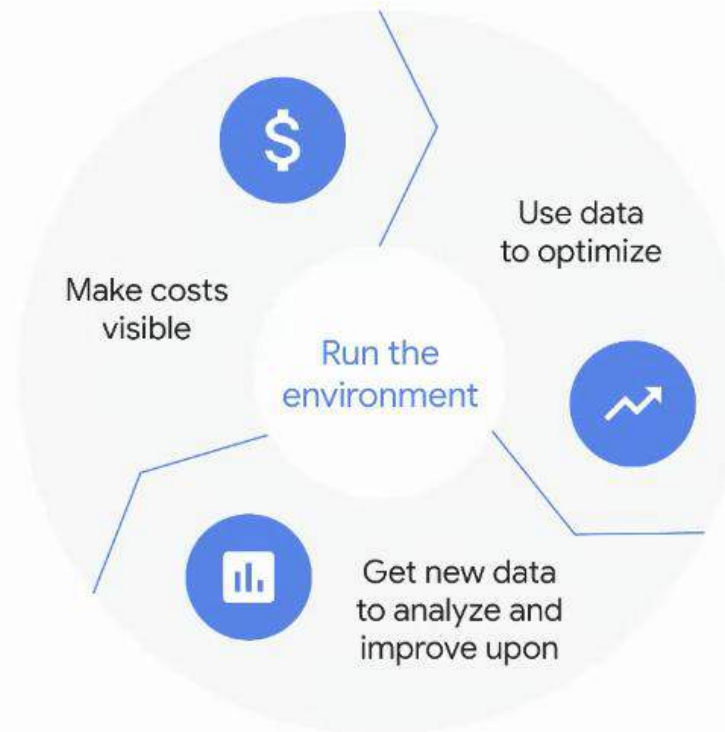 $
Make costs
visible
Use data
to optimize
Run the
environment
Get new data
to analyze and
improve upon